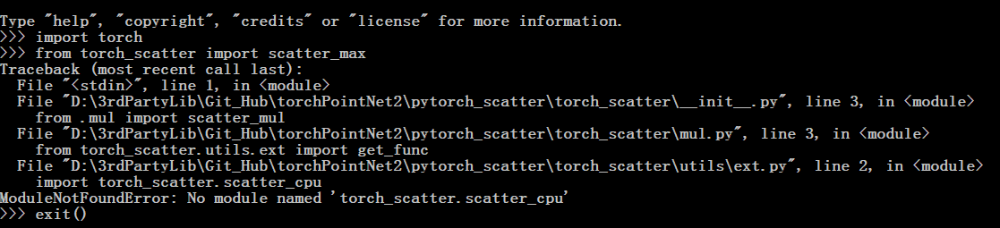 Type "help", "copyright", "credits" or "license" for more information.
>>> import torch
>>> from torch_scatter import scatter_max
Traceback (most recent call last):
  File "<stdin>", line 1, in <module>
  File "D:\3rdPartyLib\Git_Hub\torchPointNet2\pytorch_scatter\torch_scatter\__init__.py", line 3, in <module>
    from .mul import scatter_mul
  File "D:\3rdPartyLib\Git_Hub\torchPointNet2\pytorch_scatter\torch_scatter\mul.py", line 3, in <module>
    from torch_scatter.utils.ext import get_func
  File "D:\3rdPartyLib\Git_Hub\torchPointNet2\pytorch_scatter\torch_scatter\utils\ext.py", line 2, in <module>
    import torch_scatter.scatter_cpu
ModuleNotFoundError: No module named 'torch_scatter.scatter_cpu'
>>> exit()